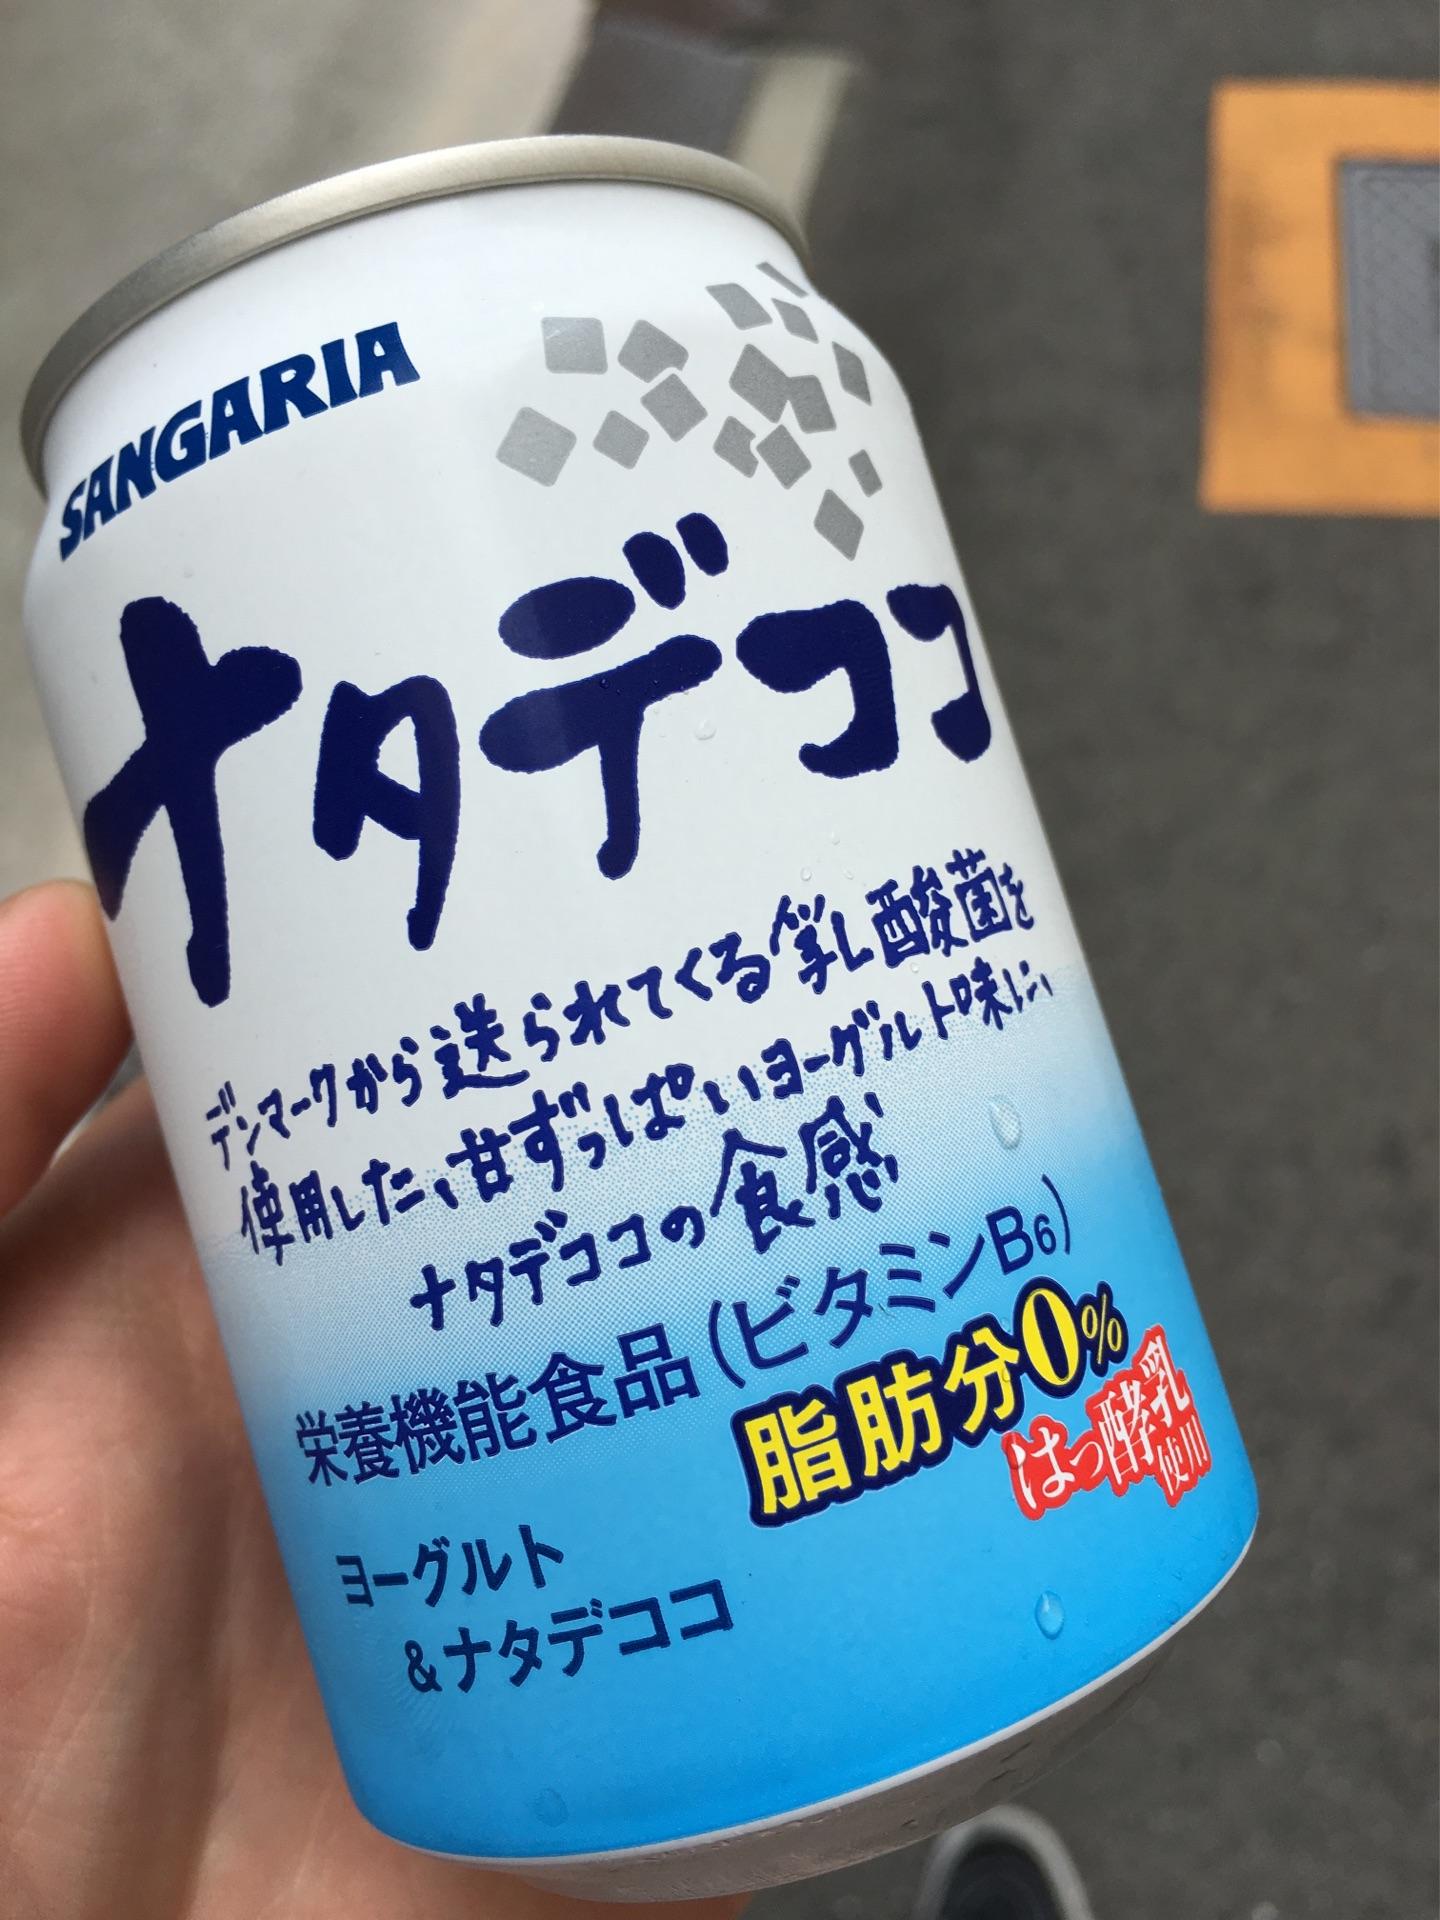 SANGARIA
ナタデココ
デンマークから送られてくる乳酸菌を
使用した、甘ずっぱいヨーグルト味に、
ナタデココの食感
栄養機能食品(ビタミンB6)
脂肪分0%
はっ酵乳
使用
ヨーグルト
&ナタデココ